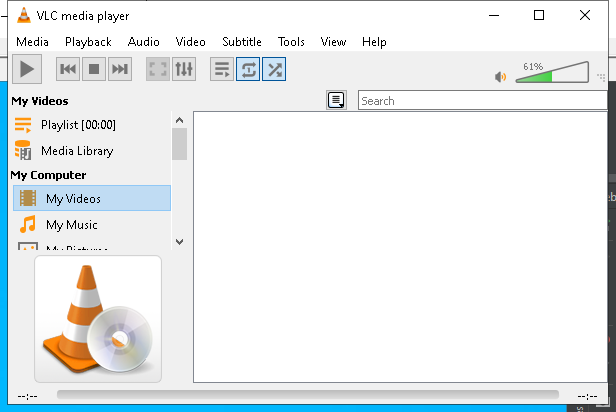 VLC media player
Media Playback Audio Video Subtitle Tools View Help
61%
My Videos
Search
Playlist [00:00]
Media Library
My Computer
My Videos
My Music
My Pictures
--:-- --:--